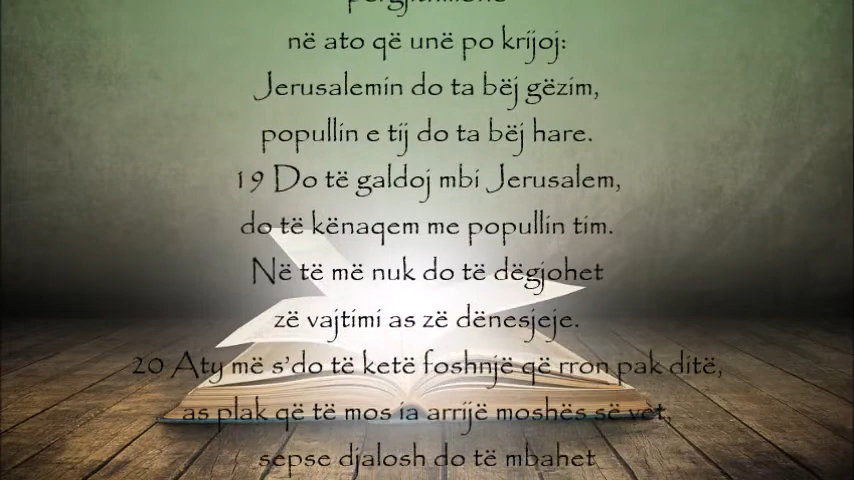 në ato që unë po krijoj:
Jerusalemin do ta bëj gëzim,
popullin e tij do ta bëj hare.
19 Do të galdoj mbi Jerusalem,
do të kënaqem me popullin tim.
Në të më nuk do të dëgjohet
zë vajtimi as zë dënesjeje.
20 Aty më s'do të ketë foshnjë që rron pak ditë,
as plak që të mos ia arrijë moshës së vet,
sepse djalosh do të mbahet